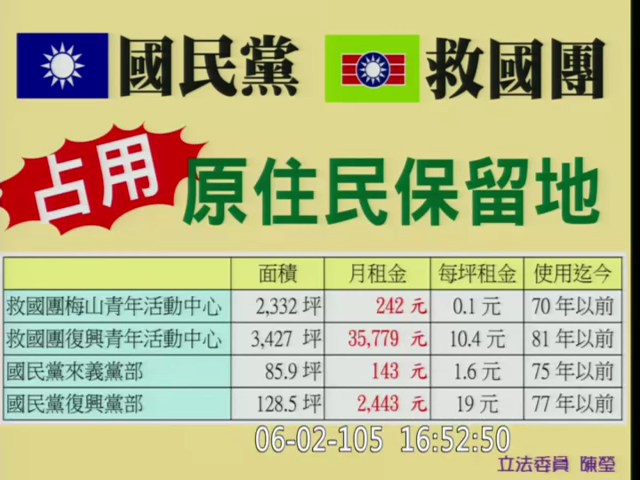 國民黨 救國團
占用 原住民保留地
面積 月租金 每坪租金 使用迄今
救國團梅山青年活動中心 2,332 坪 242 元 0.1 元 70 年以前
救國團復興青年活動中心 3,427 坪 35,779 元 10.4 元 81 年以前
國民黨來義黨部 85.9 坪 143 元 1.6 元 75 年以前
國民黨復興黨部 128.5 坪 2,443 元 19 元 77 年以前
06-02-105 16:52:50
立法委員 陳瑩